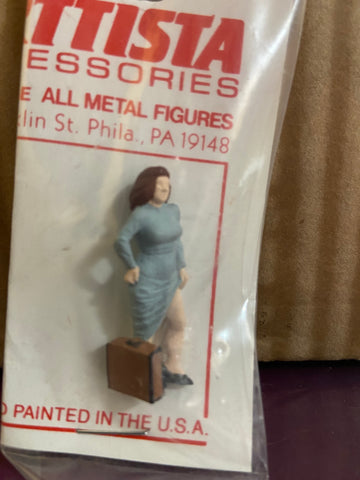 TTISTA
ESSORIES
E ALL METAL FIGURES
lin St. Phila., PA 19148
PAINTED IN THE U.S.A.